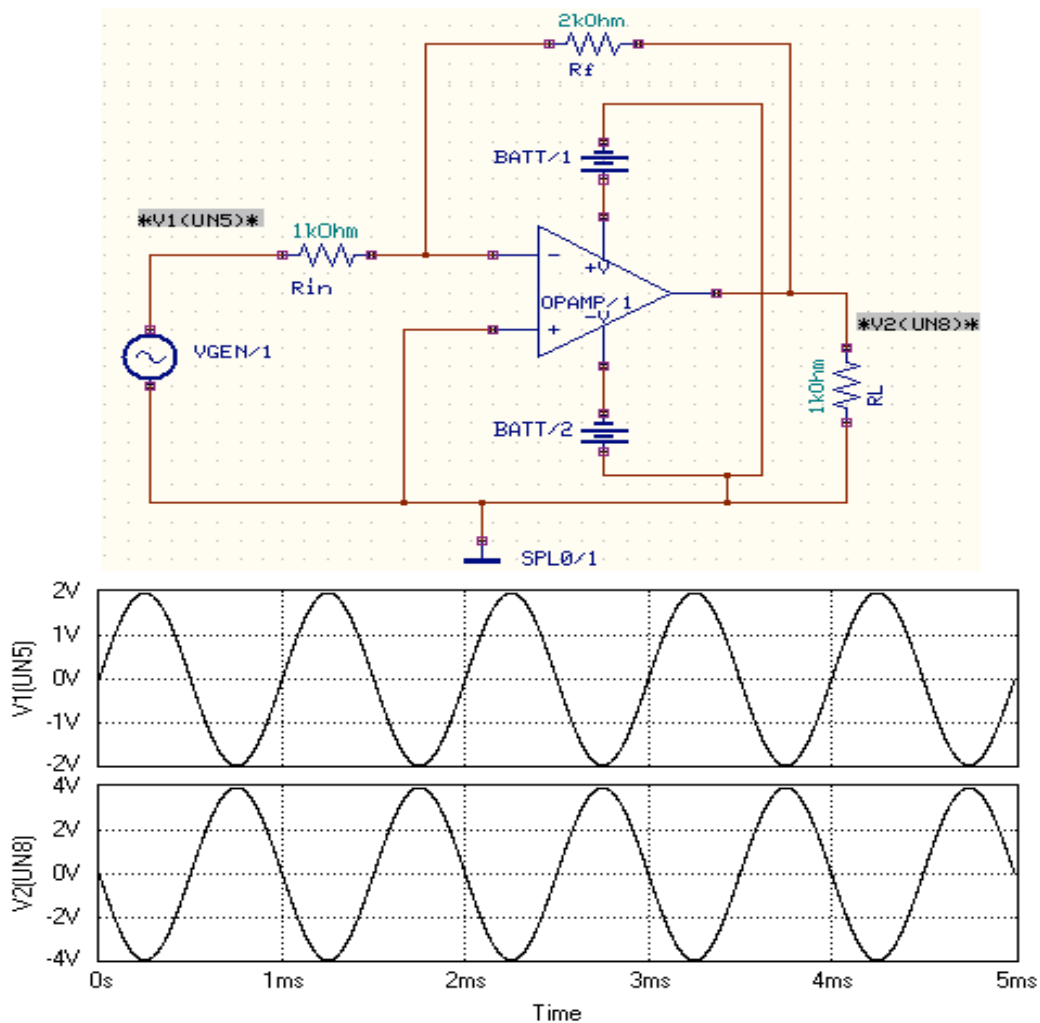 2kOhm
Rf
BATT/1
*V1(UN5)*
1kOhm
Rin
-
+V
OPAMP/1
-V
+
*V2(UN8)*
VGEN/1
1kOhm
RL
BATT/2
SPL0/1
2V
1V
0V
-1V
-2V
V1(UN5)
4V
2V
0V
-2V
-4V
V2(UN8)
0s 1ms 2ms 3ms 4ms 5ms
Time